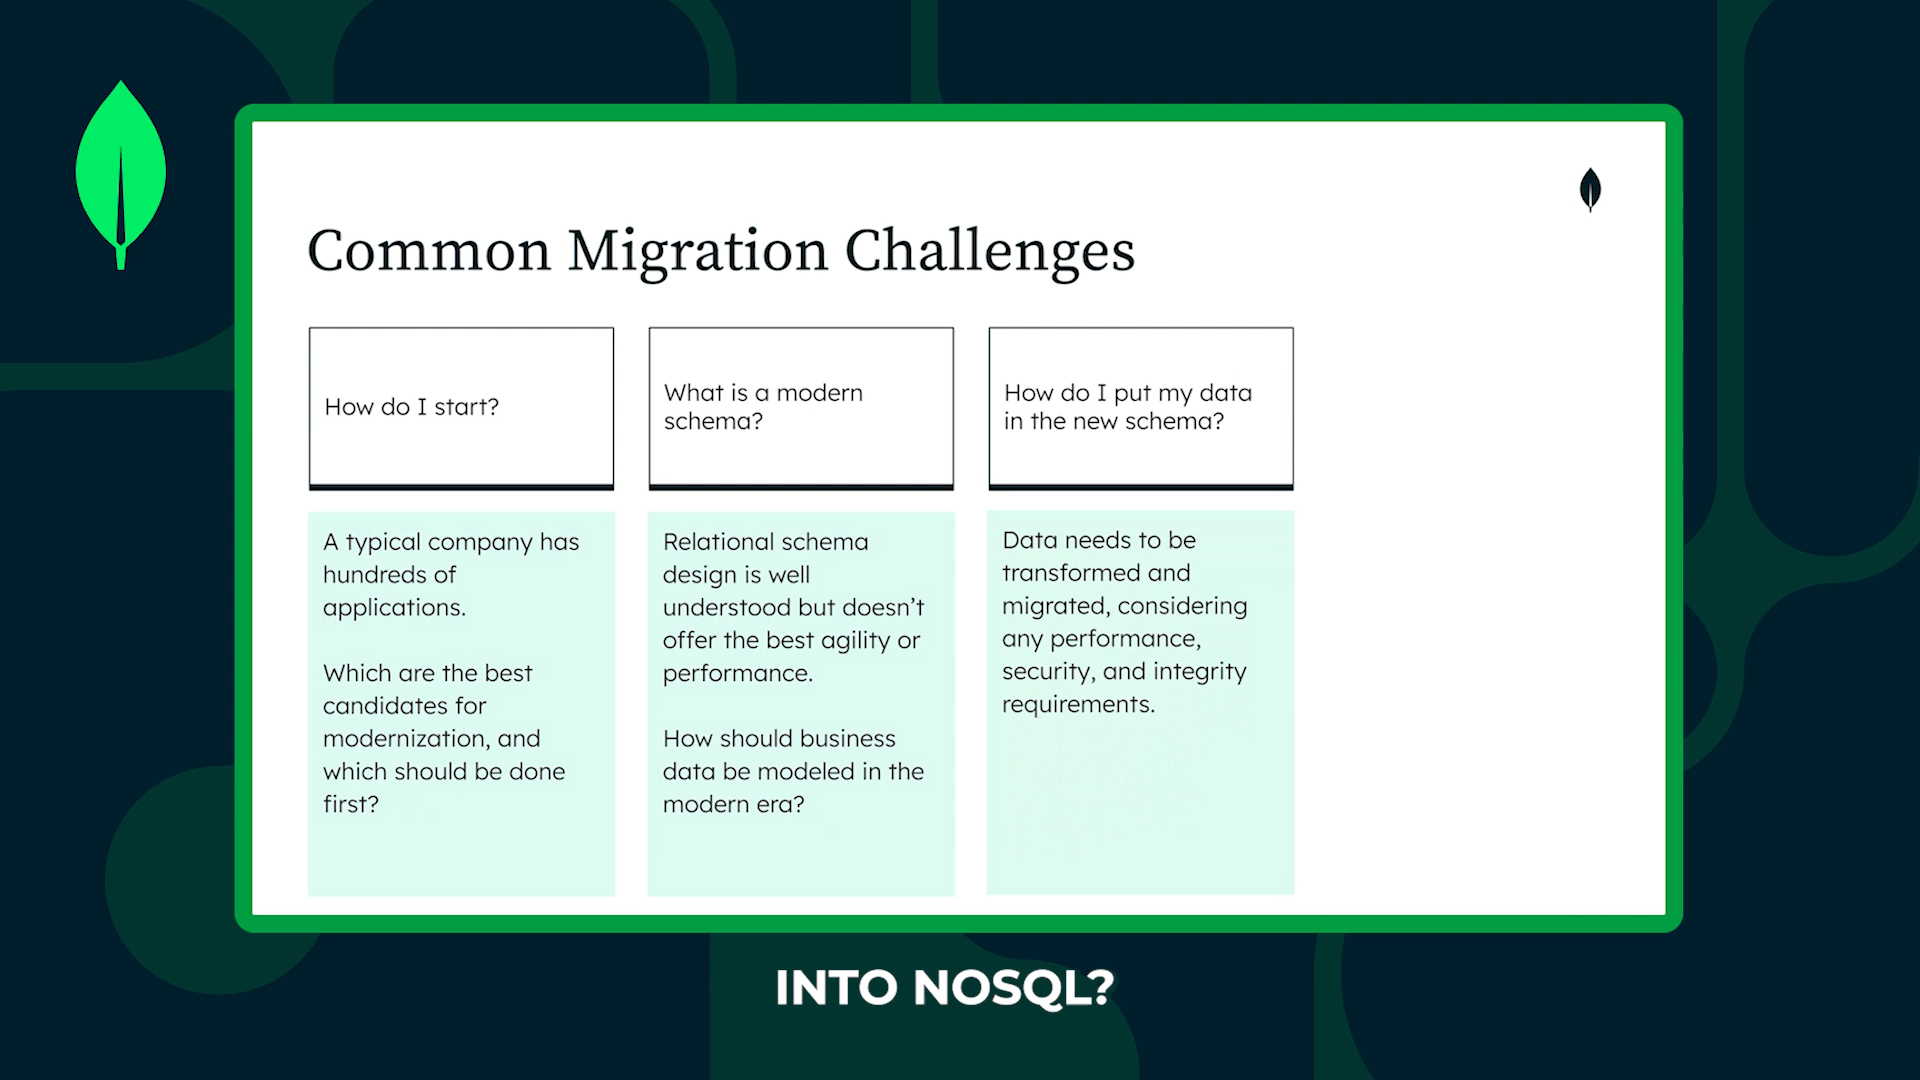 Common Migration Challenges
How do I start?
A typical company has
hundreds of
applications.
Which are the best
candidates for
modernization, and
which should be done
first?
What is a modern
schema?
Relational schema
design is well
understood but doesn’t
offer the best agility or
performance.
How should business
data be modeled in the
modern era?
How do I put my data
in the new schema?
Data needs to be
transformed and
migrated, considering
any performance,
security, and integrity
requirements.
INTO NOSQL?